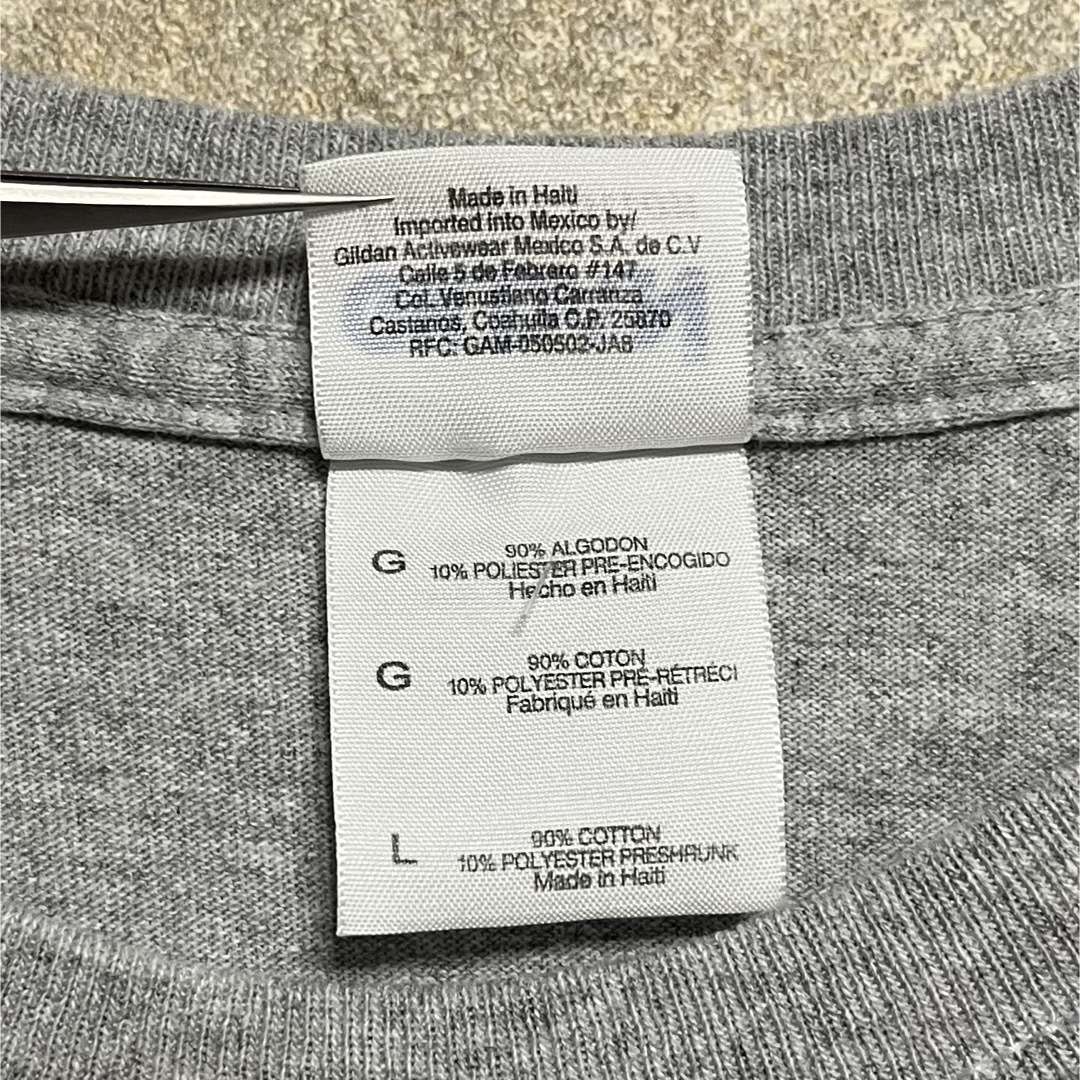 Made in Haiti
Imported into Mexico by/
Gildan Activewear Mexico S.A. de C.V
Calle 5 de Febrero #147
Col. Venustiano Carranza
Castanos, Coahuila C.P. 25870
RFC: GAM-050602-JA8
G 90% ALGODON
10% POLIESTER PRE-ENCOGIDO
Hecho en Haiti
G 90% COTON
10% POLYESTER PRÉ-RÉTRÉCI
Fabriqué en Haiti
L 90% COTTON
10% POLYESTER PRESHRUNK
Made in Haiti